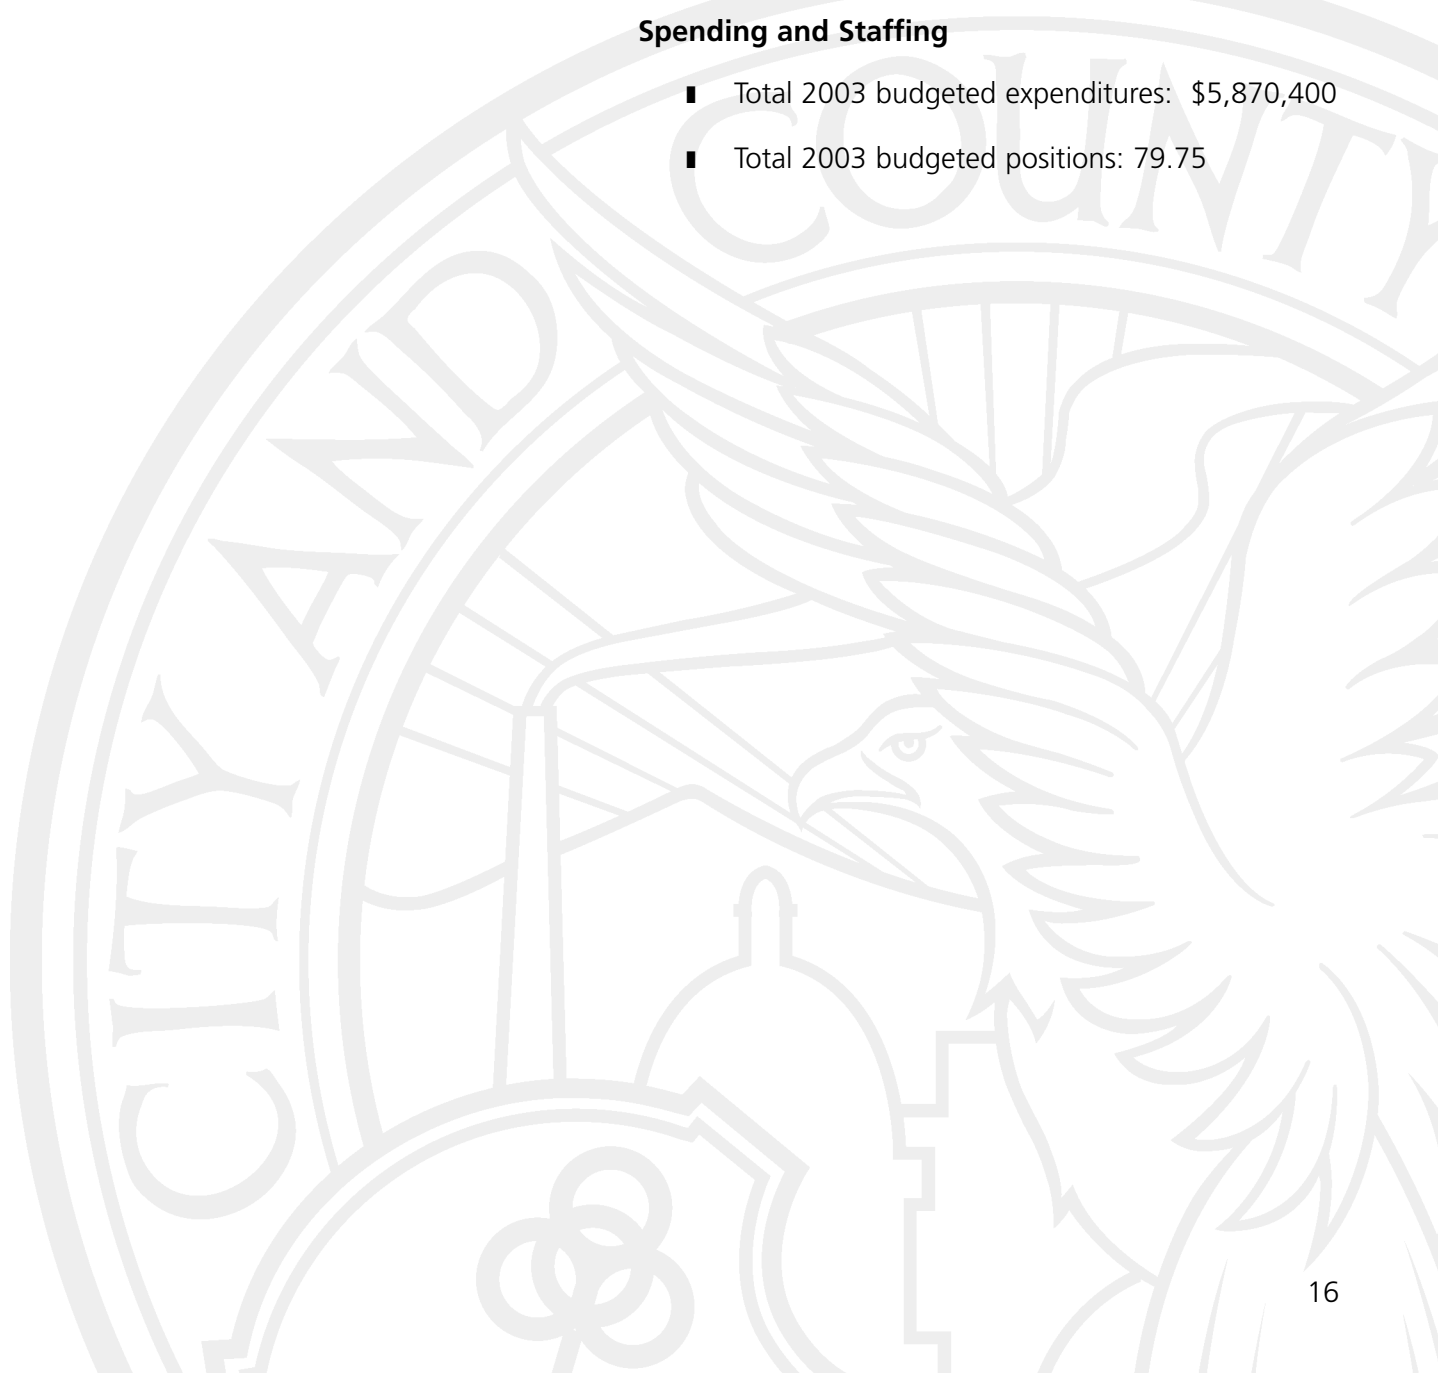 Spending and Staffing
❚ Total 2003 budgeted expenditures: $5,870,400
❚ Total 2003 budgeted positions: 79.75
CITY AND COUNTY
16